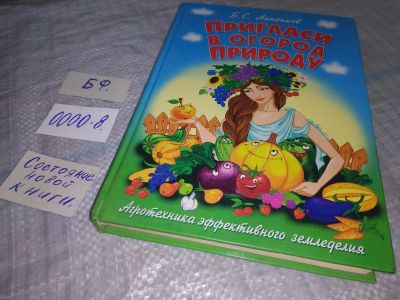 Б.С. Анненков
ПРИГЛАСИ
В ОГОРОД
ПРИРОДУ
Агротехника эффективного земледелия
БФ.
0000-8.
Состояние
новой
книги.